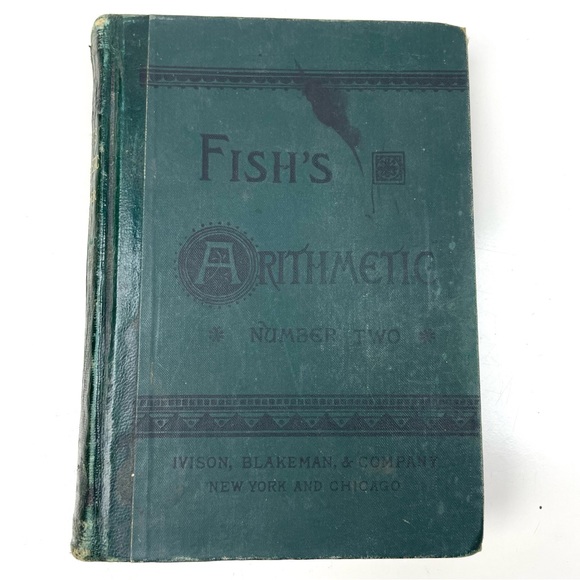 FISH'S
ARITHMETIC
NUMBER TWO
IVISON, BLAKEMAN, & COMPANY
NEW YORK AND CHICAGO